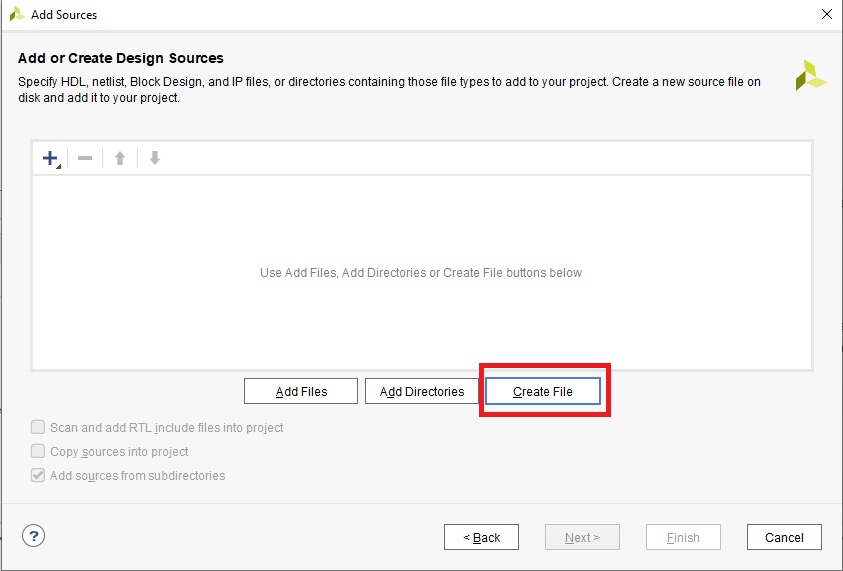 Add Sources
Add or Create Design Sources
Specify HDL, netlist, Block Design, and IP files, or directories containing those file types to add to your project. Create a new source file on
disk and add it to your project.
Use Add Files, Add Directories or Create File buttons below
Add Files
Add Directories
Create File
Scan and add RTL include files into project
Copy sources into project
Add sources from subdirectories
?
< Back
Next >
Finish
Cancel